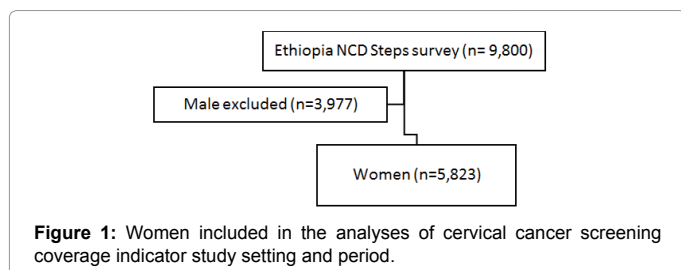 Ethiopia NCD Steps survey (n= 9,800)
Male excluded (n=3,977)
Women (n=5,823)
Figure 1: Women included in the analyses of cervical cancer screening
coverage indicator study setting and period.